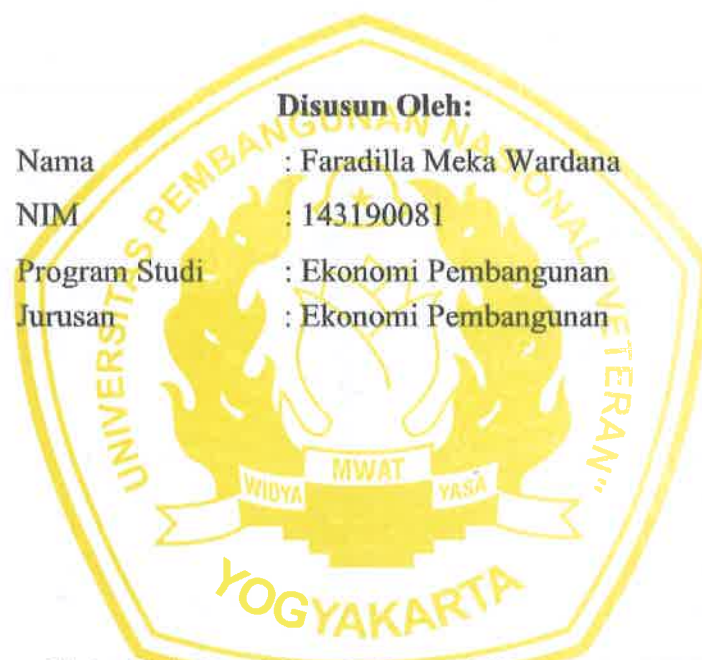 Disusun Oleh:
Nama : Faradilla Meka Wardana
NIM : 143190081
Program Studi : Ekonomi Pembangunan
Jurusan : Ekonomi Pembangunan
UNIVERSITAS PEMBANGUNAN NASIONAL "VETERAN"
WIDYA MWAT YASA
YOGYAKARTA